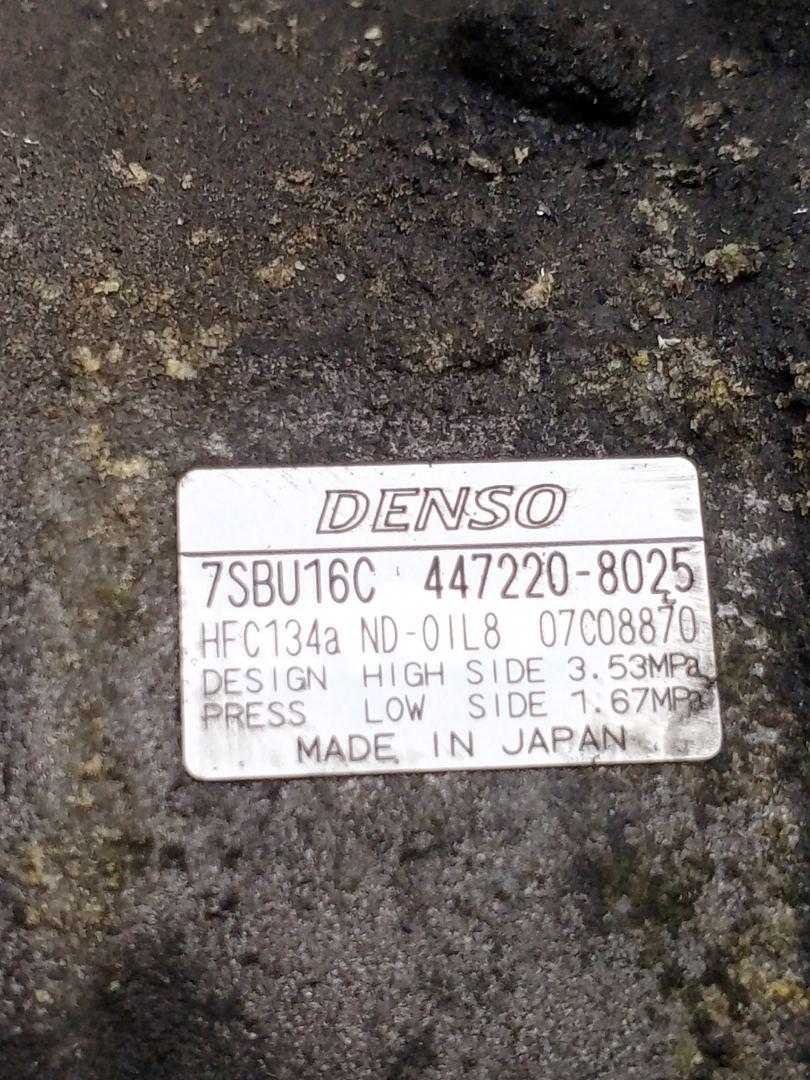 DENSO
7SBU16C 447220-8025
HFC134a ND-OIL8 07C08870
DESIGN HIGH SIDE 3.53MPa
PRESS LOW SIDE 1.67MPa
MADE IN JAPAN